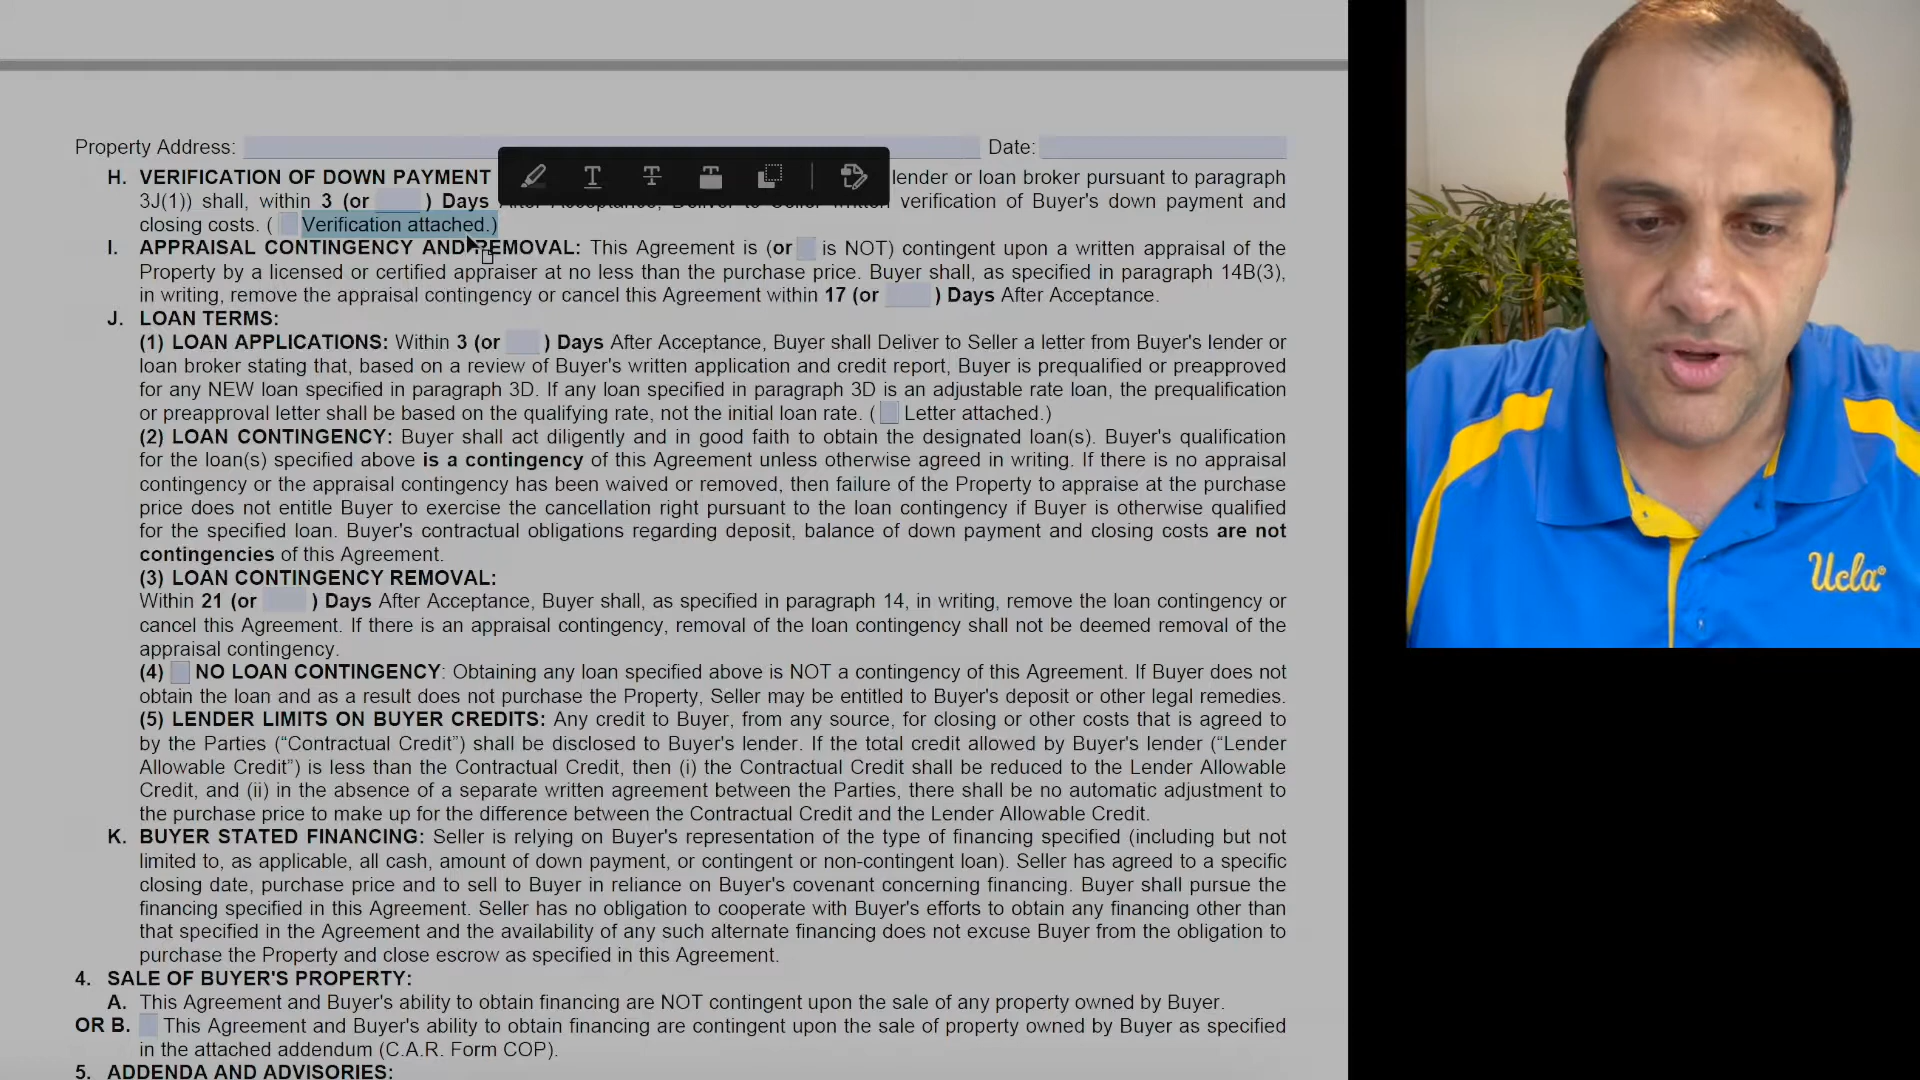 Property Address: Date:
H. VERIFICATION OF DOWN PAYMENT lender or loan broker pursuant to paragraph
3J(1)) shall, within 3 (or ) Days After Acceptance, Deliver to Seller written verification of Buyer's down payment and
closing costs. ( Verification attached.)
I. APPRAISAL CONTINGENCY AND REMOVAL: This Agreement is (or is NOT) contingent upon a written appraisal of the
Property by a licensed or certified appraiser at no less than the purchase price. Buyer shall, as specified in paragraph 14B(3),
in writing, remove the appraisal contingency or cancel this Agreement within 17 (or ) Days After Acceptance.
J. LOAN TERMS:
(1) LOAN APPLICATIONS: Within 3 (or ) Days After Acceptance, Buyer shall Deliver to Seller a letter from Buyer's lender or
loan broker stating that, based on a review of Buyer's written application and credit report, Buyer is prequalified or preapproved
for any NEW loan specified in paragraph 3D. If any loan specified in paragraph 3D is an adjustable rate loan, the prequalification
or preapproval letter shall be based on the qualifying rate, not the initial loan rate. ( Letter attached.)
(2) LOAN CONTINGENCY: Buyer shall act diligently and in good faith to obtain the designated loan(s). Buyer's qualification
for the loan(s) specified above is a contingency of this Agreement unless otherwise agreed in writing. If there is no appraisal
contingency or the appraisal contingency has been waived or removed, then failure of the Property to appraise at the purchase
price does not entitle Buyer to exercise the cancellation right pursuant to the loan contingency if Buyer is otherwise qualified
for the specified loan. Buyer's contractual obligations regarding deposit, balance of down payment and closing costs are not
contingencies of this Agreement.
(3) LOAN CONTINGENCY REMOVAL:
Within 21 (or ) Days After Acceptance, Buyer shall, as specified in paragraph 14, in writing, remove the loan contingency or
cancel this Agreement. If there is an appraisal contingency, removal of the loan contingency shall not be deemed removal of the
appraisal contingency.
(4) NO LOAN CONTINGENCY: Obtaining any loan specified above is NOT a contingency of this Agreement. If Buyer does not
obtain the loan and as a result does not purchase the Property, Seller may be entitled to Buyer's deposit or other legal remedies.
(5) LENDER LIMITS ON BUYER CREDITS: Any credit to Buyer, from any source, for closing or other costs that is agreed to
by the Parties (“Contractual Credit”) shall be disclosed to Buyer's lender. If the total credit allowed by Buyer's lender (“Lender
Allowable Credit”) is less than the Contractual Credit, then (i) the Contractual Credit shall be reduced to the Lender Allowable
Credit, and (ii) in the absence of a separate written agreement between the Parties, there shall be no automatic adjustment to
the purchase price to make up for the difference between the Contractual Credit and the Lender Allowable Credit.
K. BUYER STATED FINANCING: Seller is relying on Buyer's representation of the type of financing specified (including but not
limited to, as applicable, all cash, amount of down payment, or contingent or non-contingent loan). Seller has agreed to a specific
closing date, purchase price and to sell to Buyer in reliance on Buyer's covenant concerning financing. Buyer shall pursue the
financing specified in this Agreement. Seller has no obligation to cooperate with Buyer's efforts to obtain any financing other than
that specified in the Agreement and the availability of any such alternate financing does not excuse Buyer from the obligation to
purchase the Property and close escrow as specified in this Agreement.
4. SALE OF BUYER'S PROPERTY:
A. This Agreement and Buyer's ability to obtain financing are NOT contingent upon the sale of any property owned by Buyer.
OR B. This Agreement and Buyer's ability to obtain financing are contingent upon the sale of property owned by Buyer as specified
in the attached addendum (C.A.R. Form COP).
5. ADDENDA AND ADVISORIES:
Ucla